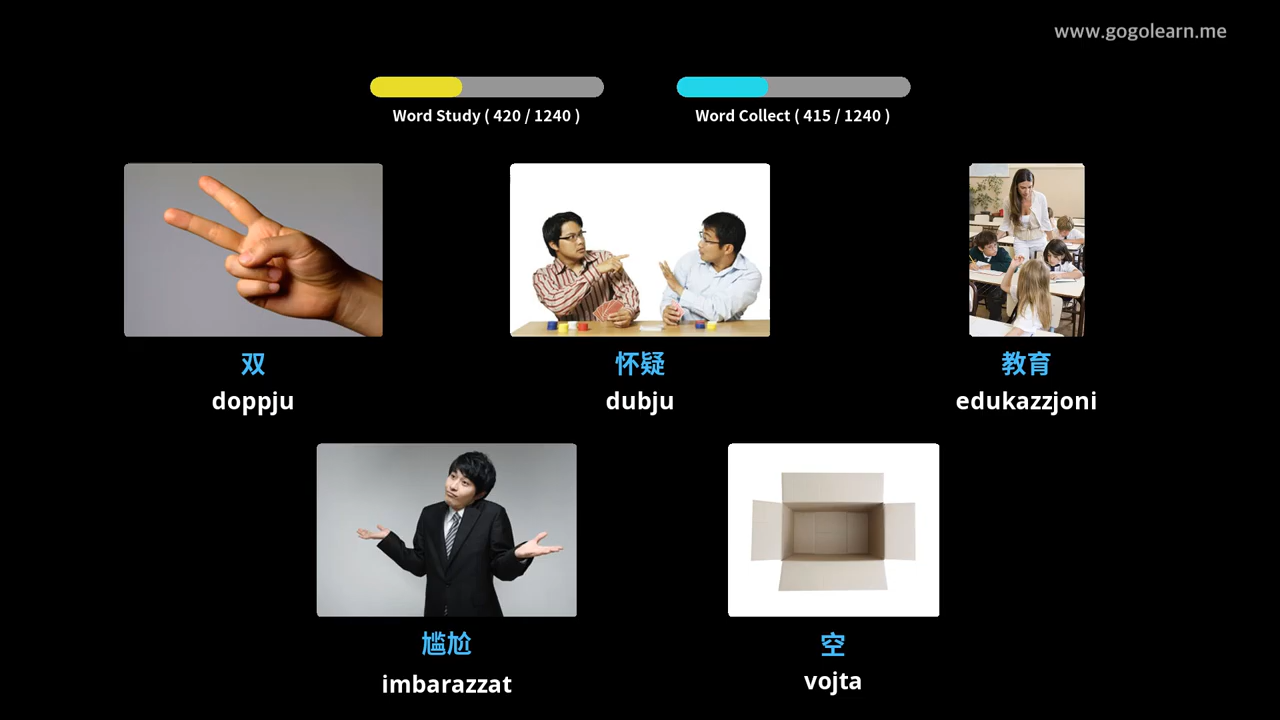 www.gogolearn.me
Word Study ( 420 / 1240 )
Word Collect ( 415 / 1240 )
双
doppju
怀疑
dubju
教育
edukazzjoni
尴尬
imbarazzat
空
vojta